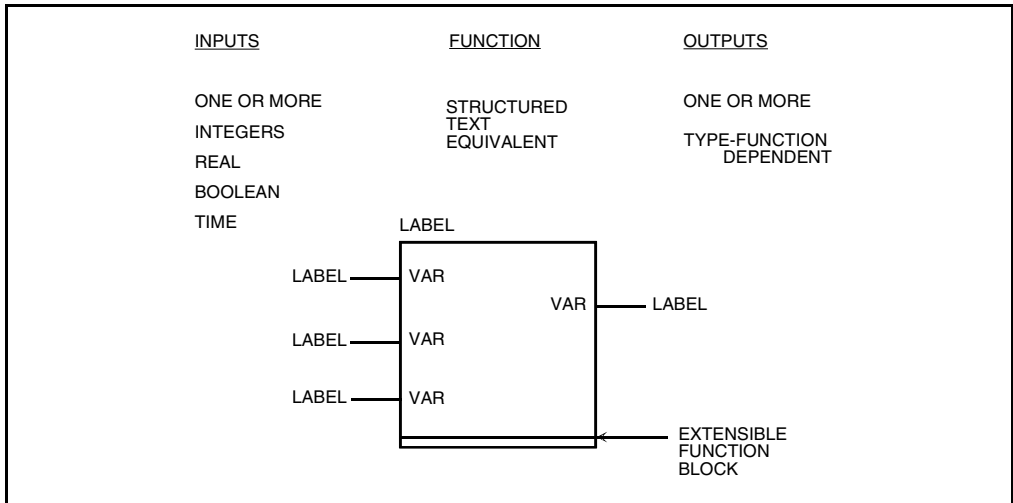 INPUTS
FUNCTION
OUTPUTS
ONE OR MORE
INTEGERS
REAL
BOOLEAN
TIME
STRUCTURED
TEXT
EQUIVALENT
ONE OR MORE
TYPE-FUNCTION
DEPENDENT
LABEL
LABEL
VAR
VAR
LABEL
LABEL
VAR
LABEL
VAR
EXTENSIBLE
FUNCTION
BLOCK